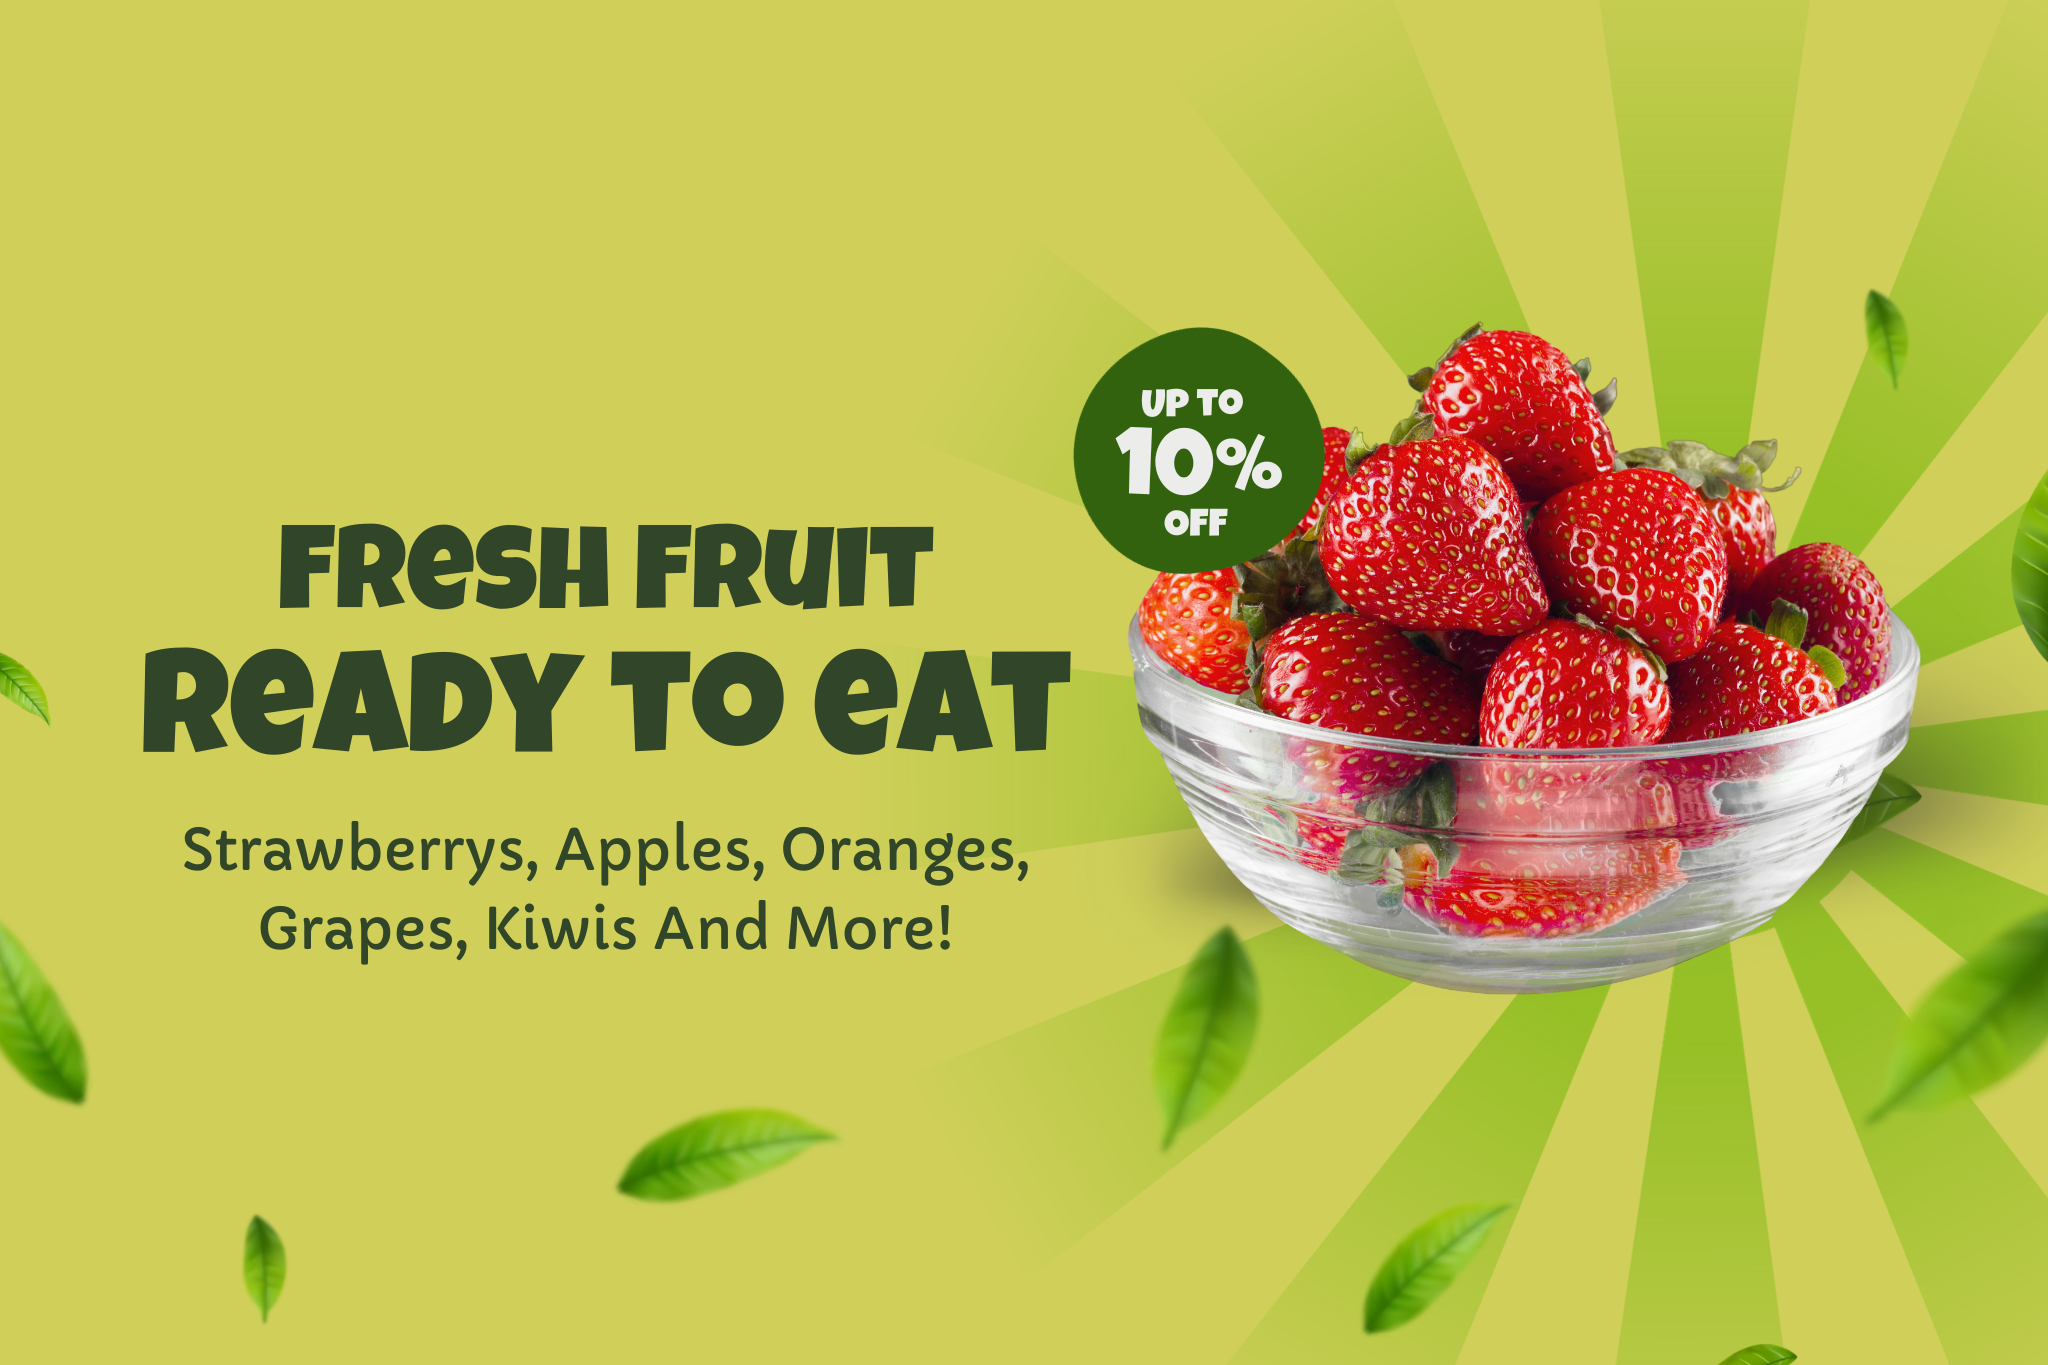 FRESH FRUIT
READY TO EAT
Strawberrys, Apples, Oranges,
Grapes, Kiwis And More!
UP TO
10%
OFF